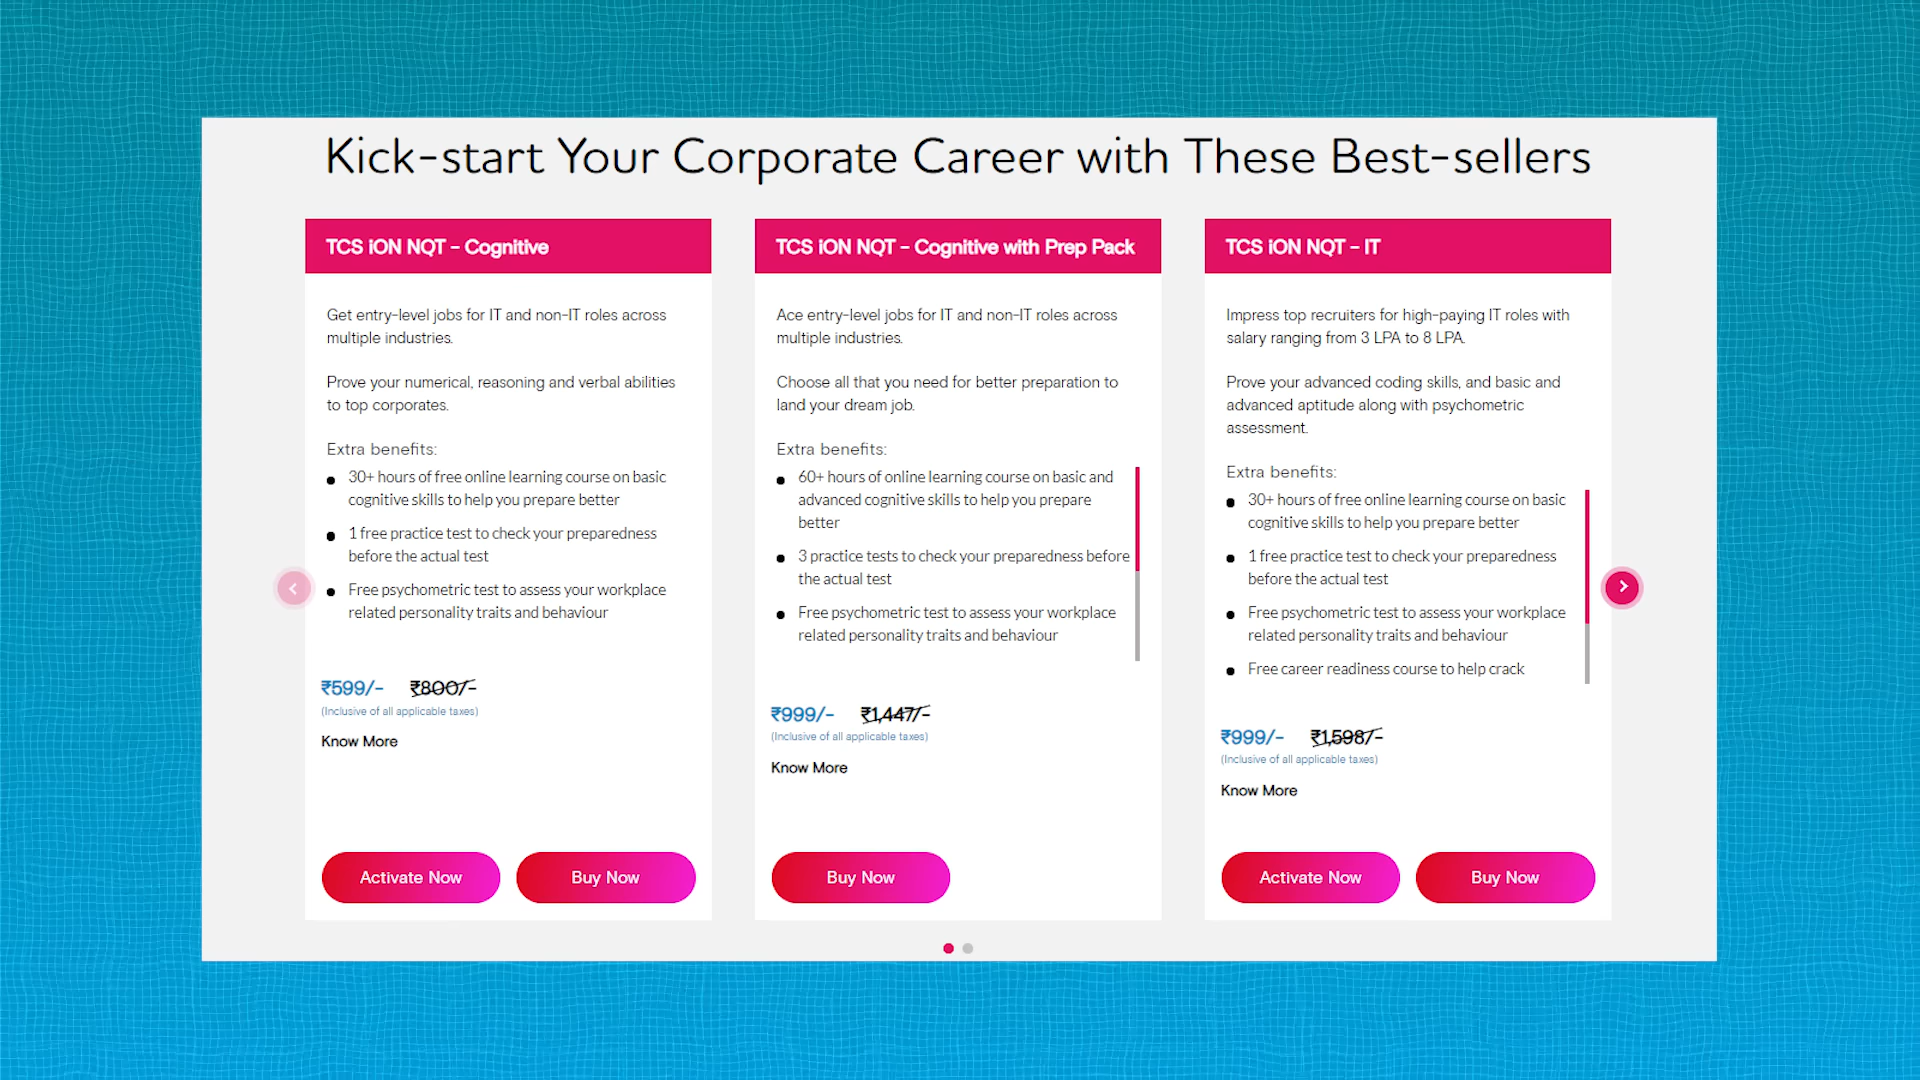 Kick-start Your Corporate Career with These Best-sellers
TCS iON NQT - Cognitive
Get entry-level jobs for IT and non-IT roles across
multiple industries.
Prove your numerical, reasoning and verbal abilities
to top corporates.
Extra benefits:
30+ hours of free online learning course on basic
cognitive skills to help you prepare better
1 free practice test to check your preparedness
before the actual test
Free psychometric test to assess your workplace
related personality traits and behaviour
₹599/- ₹800/-
(Inclusive of all applicable taxes)
Know More
Activate Now Buy Now
TCS iON NQT - Cognitive with Prep Pack
Ace entry-level jobs for IT and non-IT roles across
multiple industries.
Choose all that you need for better preparation to
land your dream job.
Extra benefits:
60+ hours of online learning course on basic and
advanced cognitive skills to help you prepare
better
3 practice tests to check your preparedness before
the actual test
Free psychometric test to assess your workplace
related personality traits and behaviour
₹999/- ₹1,447/-
(Inclusive of all applicable taxes)
Know More
Buy Now
TCS iON NQT - IT
Impress top recruiters for high-paying IT roles with
salary ranging from 3 LPA to 8 LPA.
Prove your advanced coding skills, and basic and
advanced aptitude along with psychometric
assessment.
Extra benefits:
30+ hours of free online learning course on basic
cognitive skills to help you prepare better
1 free practice test to check your preparedness
before the actual test
Free psychometric test to assess your workplace
related personality traits and behaviour
Free career readiness course to help crack
₹999/- ₹1,598/-
(Inclusive of all applicable taxes)
Know More
Activate Now Buy Now